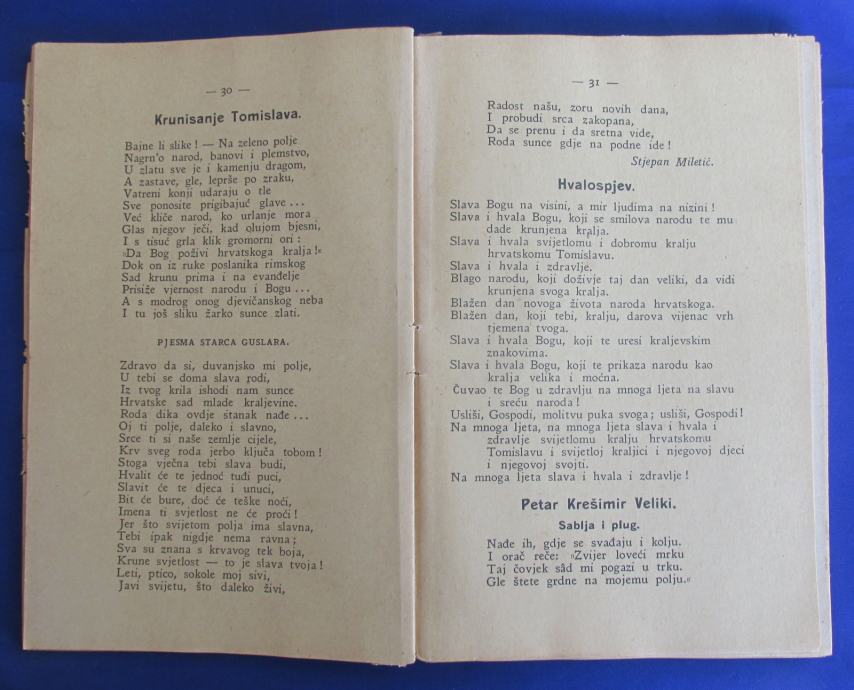 — 30 —
Krunisanje Tomislava.
Bajne li slike! — Na zeleno polje
Nagrn'o narod, banovi i plemstvo,
U zlatu sve je i kamenju dragom,
A zastave, gle, leprše po zraku,
Vatreni konji udaraju o tle
Sve ponosite prigibajuć glave ...
Već kliče narod, ko urlanje mora
Glas njegov ječi, kad olujom bjesni,
I s tisuć grla klik gromorni ori:
»Da Bog poživi hrvatskoga kralja!«
Dok on iz ruke poslanika rimskog
Sad krunu prima i na evanđelje
Prisiže vjernost narodu i Bogu ...
A s modrog onog djevičanskog neba
I tu još sliku žarko sunce zlati.
PJESMA STARCA GUSLARA.
Zdravo da si, duvanjsko mi polje,
U tebi se doma slava rodi,
Iz tvog krila ishodi nam sunce
Hrvatske sad mlade kraljevine.
Roda dika ovdje stanak nađe ...
Oj ti polje, daleko i slavno,
Srce ti si naše zemlje cijele,
Krv sveg roda jerbo ključa tobom!
Stoga vječna tebi slava budi,
Hvalit će te jednoć tuđi puci,
Slavit će te djeca i unuci,
Bit će bure, doć će teške noći,
Imena ti svjetlost ne će proći!
Jer što svijetom polja ima slavna,
Tebi ipak nigdje nema ravna;
Sva su znana s krvavog tek boja,
Krune svjetlost — to je slava tvoja!
Leti, ptico, sokole moj sivi,
Javi svijetu, što daleko živi,
— 31 —
Radost našu, zoru novih dana,
I probudi srca zakopana,
Da se prenu i da sretna vide,
Roda sunce gdje na podne ide!
Stjepan Miletić.
Hvalospjev.
Slava Bogu na visini, a mir ljudima na nizini!
Slava i hvala Bogu, koji se smilova narodu te mu
dade krunjena kralja.
Slava i hvala svijetlomu i dobromu kralju
hrvatskomu Tomislavu.
Slava i hvala i zdravlje.
Blago narodu, koji doživje taj dan veliki, da vidi
krunjena svoga kralja.
Blažen dan novoga života naroda hrvatskoga.
Blažen dan, koji tebi, kralju, darova vijenac vrh
tjemena tvoga.
Slava i hvala Bogu, koji te uresi kraljevskim
znakovima.
Slava i hvala Bogu, koji te prikaza narodu kao
kralja velika i moćna.
Čuvao te Bog u zdravlju na mnoga ljeta na slavu
i sreću naroda!
Usliši, Gospodi, molitvu puka svoga; usliši, Gospodi!
Na mnoga ljeta, na mnoga ljeta slava i hvala i
zdravlje svijetlomu kralju hrvatskomu
Tomislavu i svijetloj kraljici i njegovoj djeci
i njegovoj svojti.
Na mnoga ljeta slava i hvala i zdravlje!
Petar Krešimir Veliki.
Sablja i plug.
Nađe ih, gdje se svađaju i kolju.
I orač reče: »Zvijer loveći mrku
Taj čovjek sâd mi pogazi u trku.
Gle štete grdne na mojemu polju.«